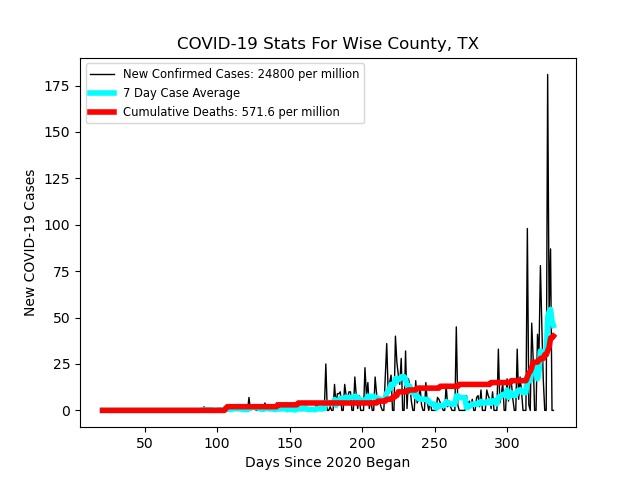 COVID-19 Stats For Wise County, TX
New Confirmed Cases: 24800 per million
7 Day Case Average
Cumulative Deaths: 571.6 per million
New COVID-19 Cases
175
150
125
100
75
50
25
0
50
100
150
200
250
300
Days Since 2020 Began